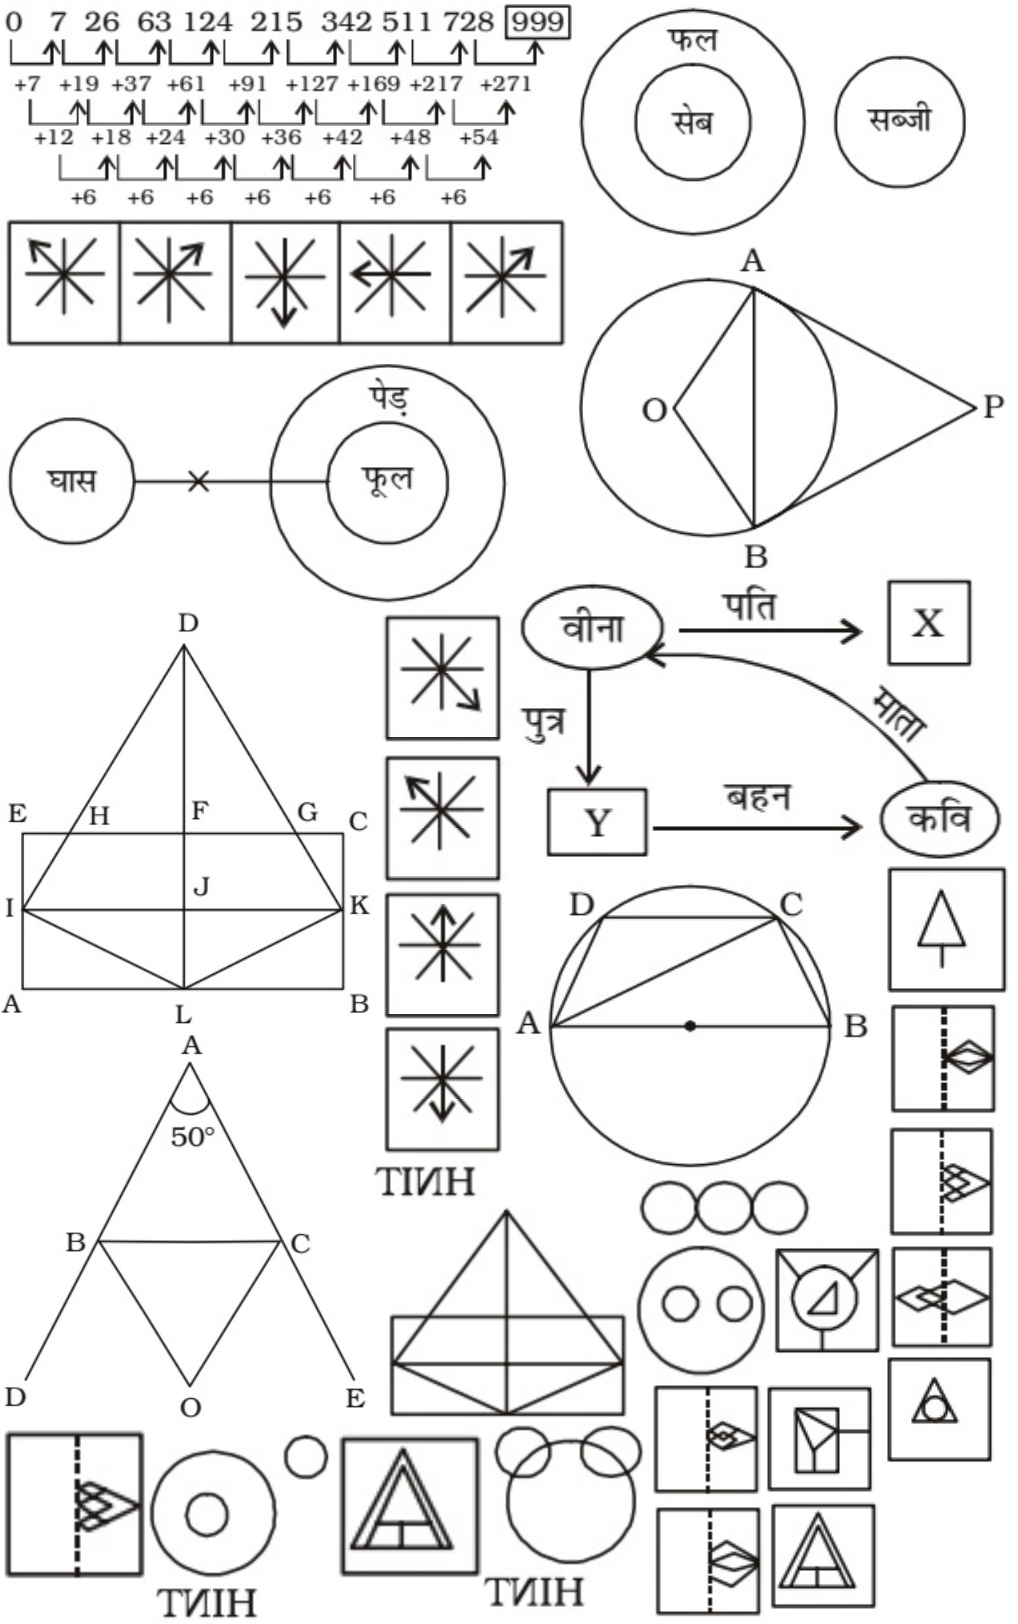 0 7 26 63 124 215 342 511 728 999
+7 +19 +37 +61 +91 +127 +169 +217 +271
+12 +18 +24 +30 +36 +42 +48 +54
+6 +6 +6 +6 +6 +6 +6
फल
सेब
सब्जी
A
O
P
B
पेड़
घास
फूल
वीना
पति
X
पुत्र
माता
Y
बहन
कवि
D
E H F G C
J
I K
A B
L
D C
A B
A
50°
B C
D O E
TIИH
TИIH
TИIH